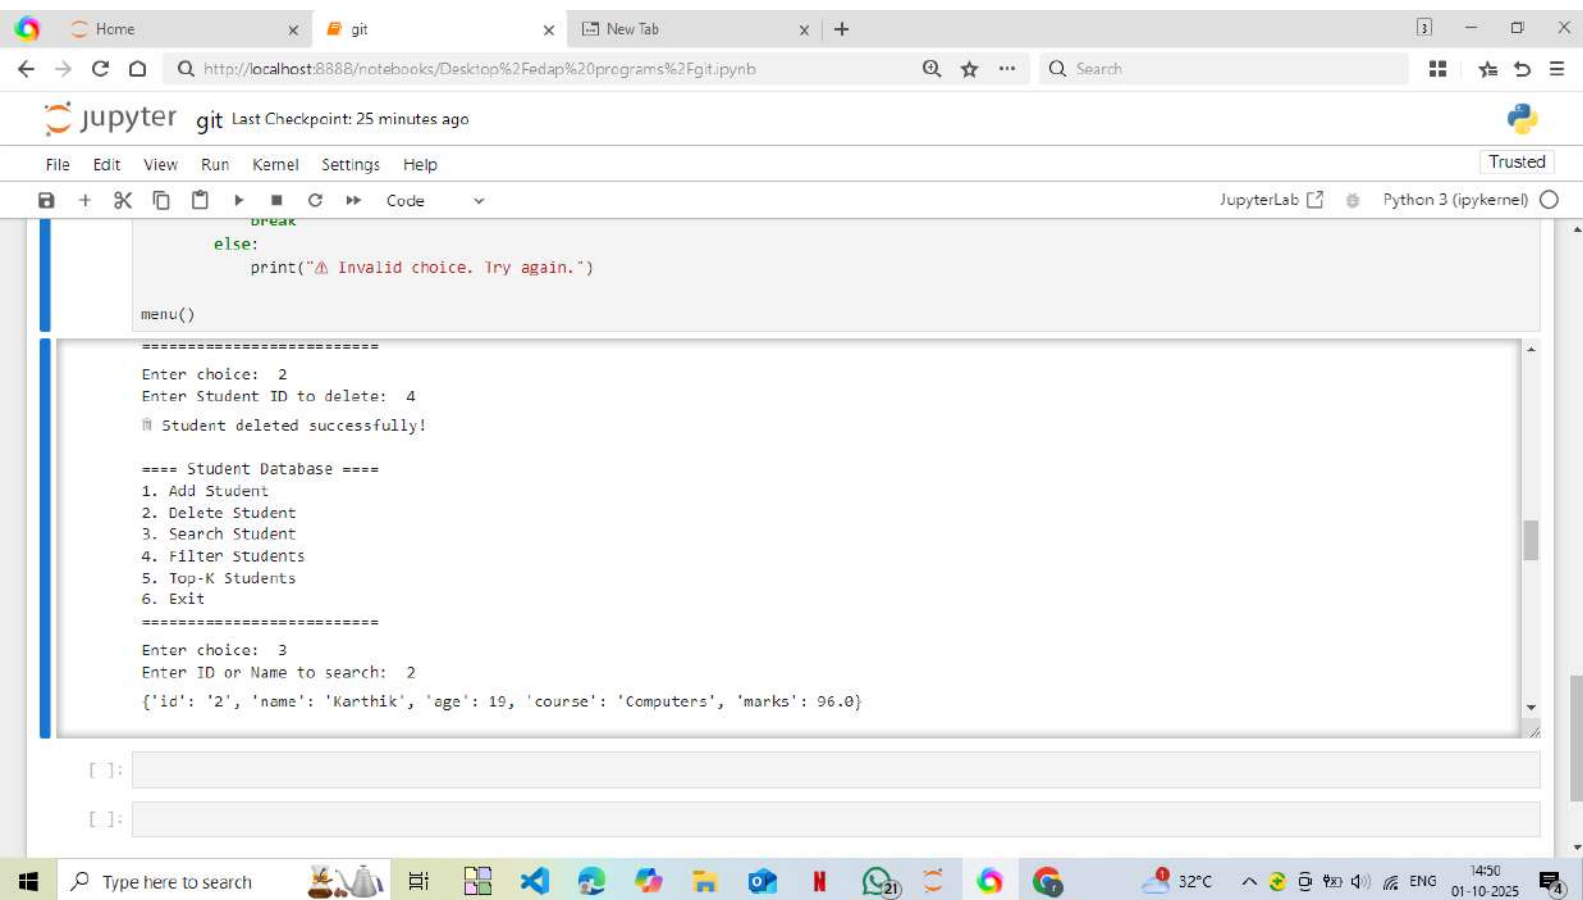 Home
git
New Tab
3
http://localhost:8888/notebooks/Desktop%2Fedap%20programs%2Fgit.ipynb
Search
jupyter git Last Checkpoint: 25 minutes ago
File Edit View Run Kernel Settings Help
Trusted
Code
JupyterLab
Python 3 (ipykernel)
break
else:
print("⚠ Invalid choice. Try again.")
menu()
==========================
Enter choice: 2
Enter Student ID to delete: 4
🗑 Student deleted successfully!
==== Student Database ====
1. Add Student
2. Delete Student
3. Search Student
4. Filter Students
5. Top-K Students
6. Exit
==========================
Enter choice: 3
Enter ID or Name to search: 2
{'id': '2', 'name': 'Karthik', 'age': 19, 'course': 'Computers', 'marks': 96.0}
[ ]:
[ ]:
Type here to search
N
21
32°C
ENG
14:50
01-10-2025
4